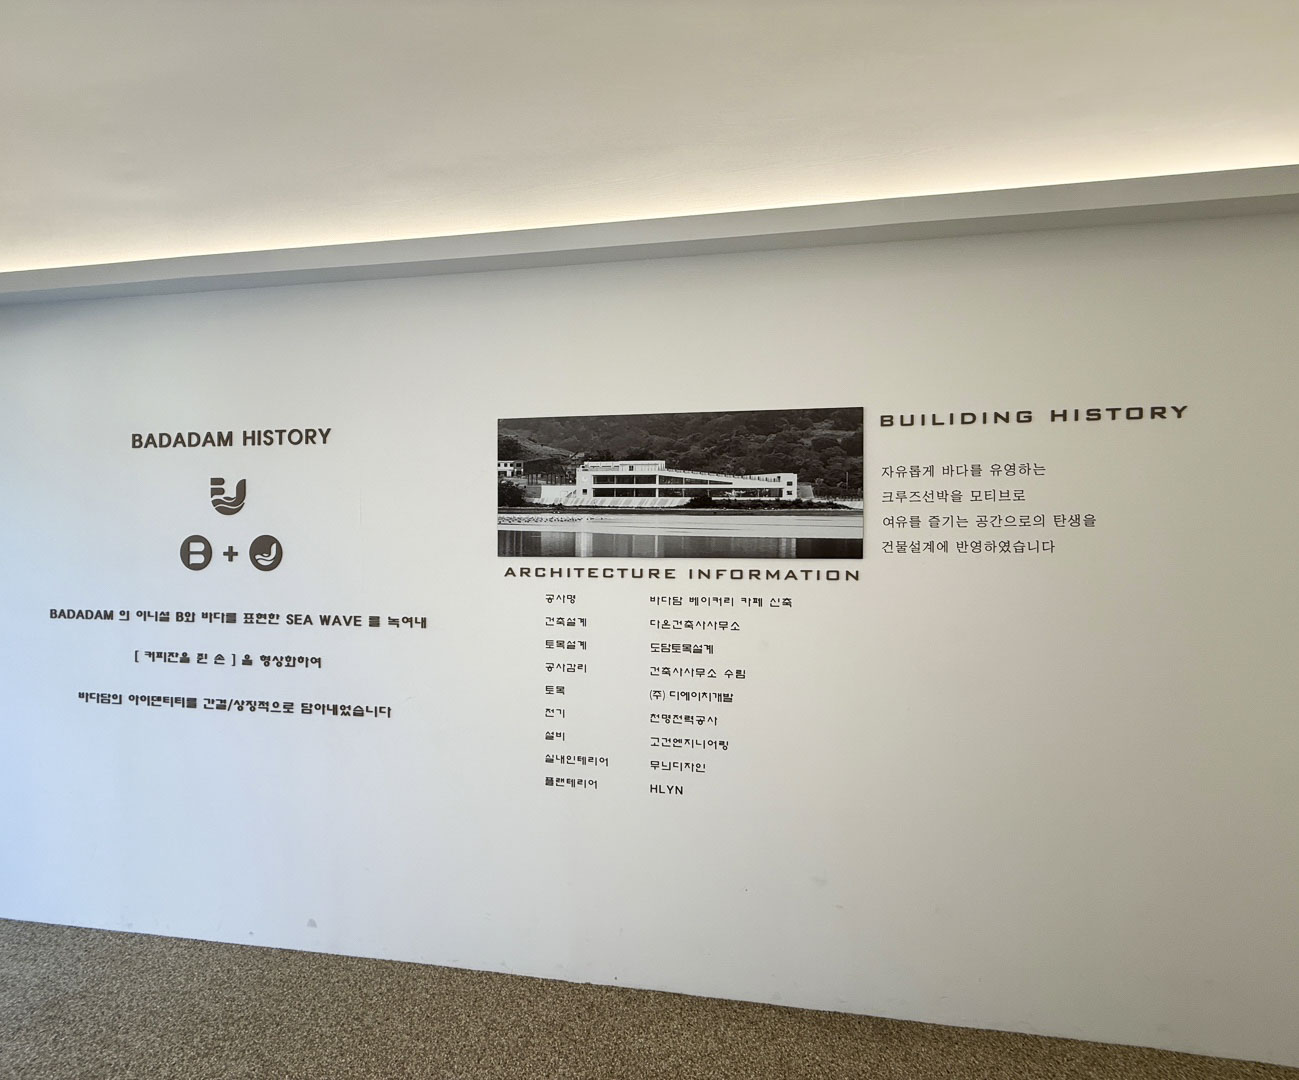 BADADAM HISTORY
B + 
BADADAM 의 이니셜 B와 바다를 표현한 SEA WAVE 를 녹여내
[ 커피잔을 쥔 손 ] 을 형상화하여
바다담의 아이덴티티를 간결/상징적으로 담아내었습니다
ARCHITECTURE INFORMATION
공사명 바다담 베이커리 카페 신축
건축설계 다온건축사사무소
토목설계 도담토목설계
공사감리 건축사사무소 수림
토목 (주)디에이치개발
전기 천명전력공사
설비 고건엔지니어링
실내인테리어 무늬디자인
플랜테리어 HLYN
BUILIDING HISTORY
자유롭게 바다를 유영하는
크루즈선박을 모티브로
여유를 즐기는 공간으로의 탄생을
건물설계에 반영하였습니다